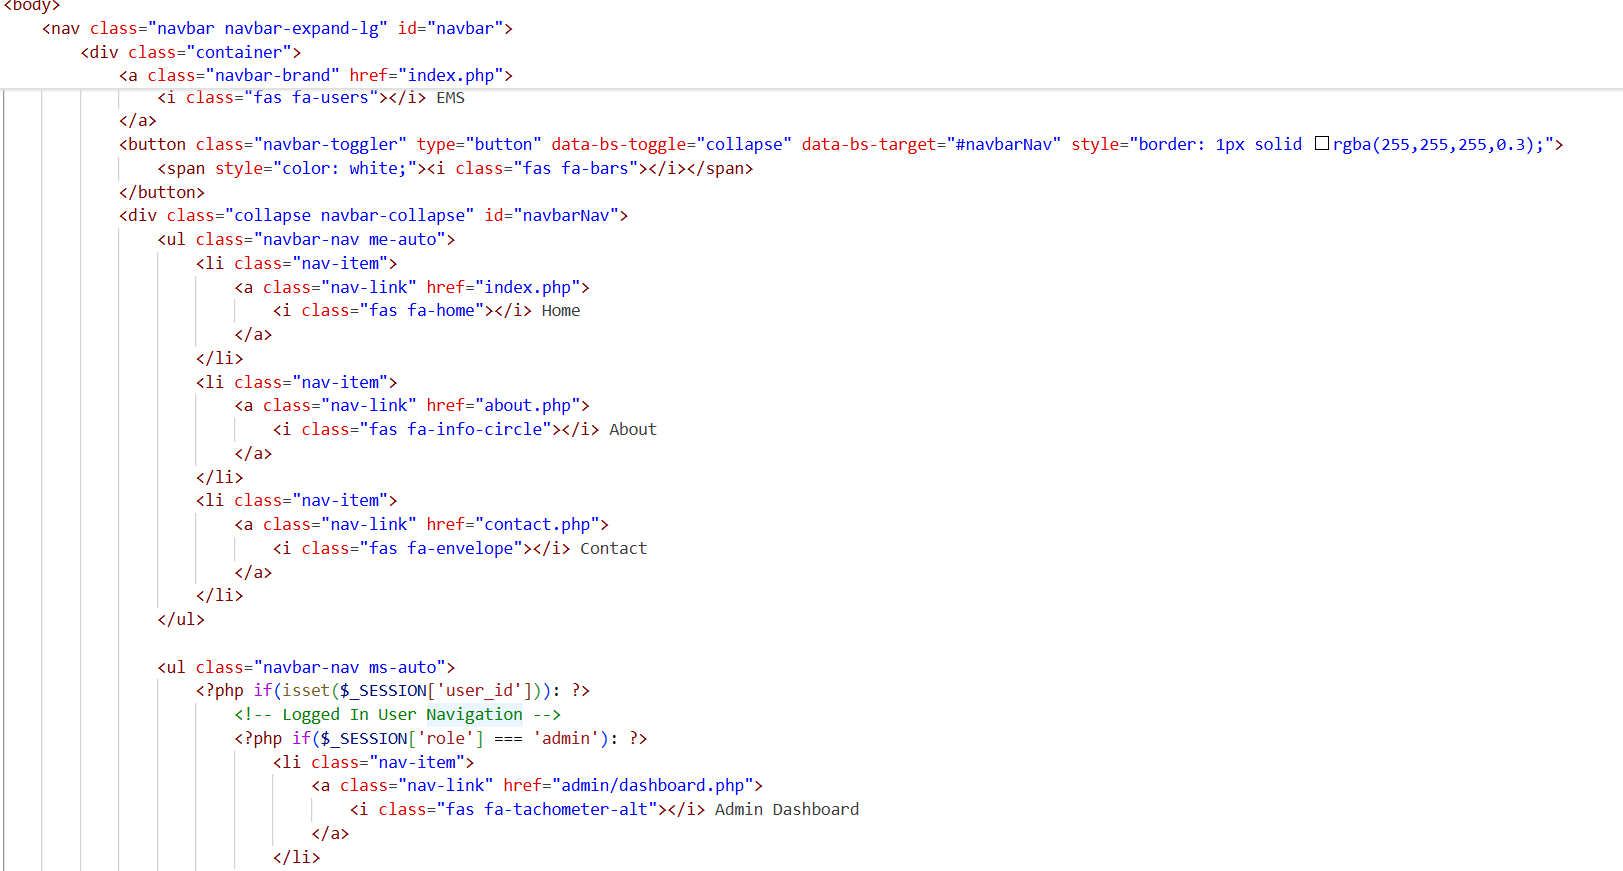 <body>
<nav class="navbar navbar-expand-lg" id="navbar">
<div class="container">
<a class="navbar-brand" href="index.php">
<i class="fas fa-users"></i> EMS
</a>
<button class="navbar-toggler" type="button" data-bs-toggle="collapse" data-bs-target="#navbarNav" style="border: 1px solid rgba(255,255,255,0.3);">
<span style="color: white;"><i class="fas fa-bars"></i></span>
</button>
<div class="collapse navbar-collapse" id="navbarNav">
<ul class="navbar-nav me-auto">
<li class="nav-item">
<a class="nav-link" href="index.php">
<i class="fas fa-home"></i> Home
</a>
</li>
<li class="nav-item">
<a class="nav-link" href="about.php">
<i class="fas fa-info-circle"></i> About
</a>
</li>
<li class="nav-item">
<a class="nav-link" href="contact.php">
<i class="fas fa-envelope"></i> Contact
</a>
</li>
</ul>
<ul class="navbar-nav ms-auto">
<?php if(isset($_SESSION['user_id'])): ?>
<!-- Logged In User Navigation -->
<?php if($_SESSION['role'] === 'admin'): ?>
<li class="nav-item">
<a class="nav-link" href="admin/dashboard.php">
<i class="fas fa-tachometer-alt"></i> Admin Dashboard
</a>
</li>